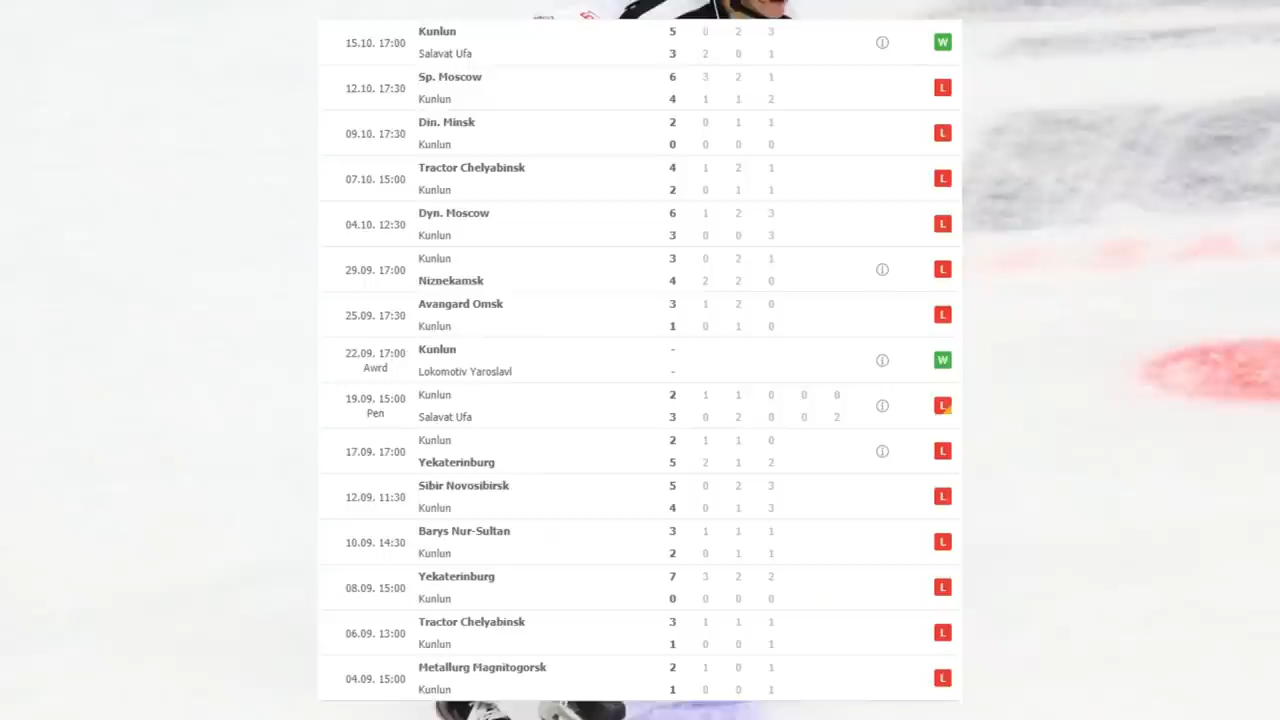 Kunlun 5 0 2 3
15.10. 17:00 W
Salavat Ufa 3 2 0 1
Sp. Moscow 6 3 2 1
12.10. 17:30 L
Kunlun 4 1 1 2
Din. Minsk 2 0 1 1
09.10. 17:30 L
Kunlun 0 0 0 0
Tractor Chelyabinsk 4 1 2 1
07.10. 15:00 L
Kunlun 2 0 1 1
Dyn. Moscow 6 1 2 3
04.10. 12:30 L
Kunlun 3 0 0 3
Kunlun 3 0 2 1
29.09. 17:00 L
Niznekamsk 4 2 2 0
Avangard Omsk 3 1 2 0
25.09. 17:30 L
Kunlun 1 0 1 0
Kunlun -
22.09. 17:00 W
Awrd
Lokomotiv Yaroslavl -
Kunlun 2 1 1 0 0 0
19.09. 15:00 L
Pen
Salavat Ufa 3 0 2 0 0 2
Kunlun 2 1 1 0
17.09. 17:00 L
Yekaterinburg 5 2 1 2
Sibir Novosibirsk 5 0 2 3
12.09. 11:30 L
Kunlun 4 0 1 3
Barys Nur-Sultan 3 1 1 1
10.09. 14:30 L
Kunlun 2 0 1 1
Yekaterinburg 7 3 2 2
08.09. 15:00 L
Kunlun 0 0 0 0
Tractor Chelyabinsk 3 1 1 1
06.09. 13:00 L
Kunlun 1 0 0 1
Metallurg Magnitogorsk 2 1 0 1
04.09. 15:00 L
Kunlun 1 0 0 1